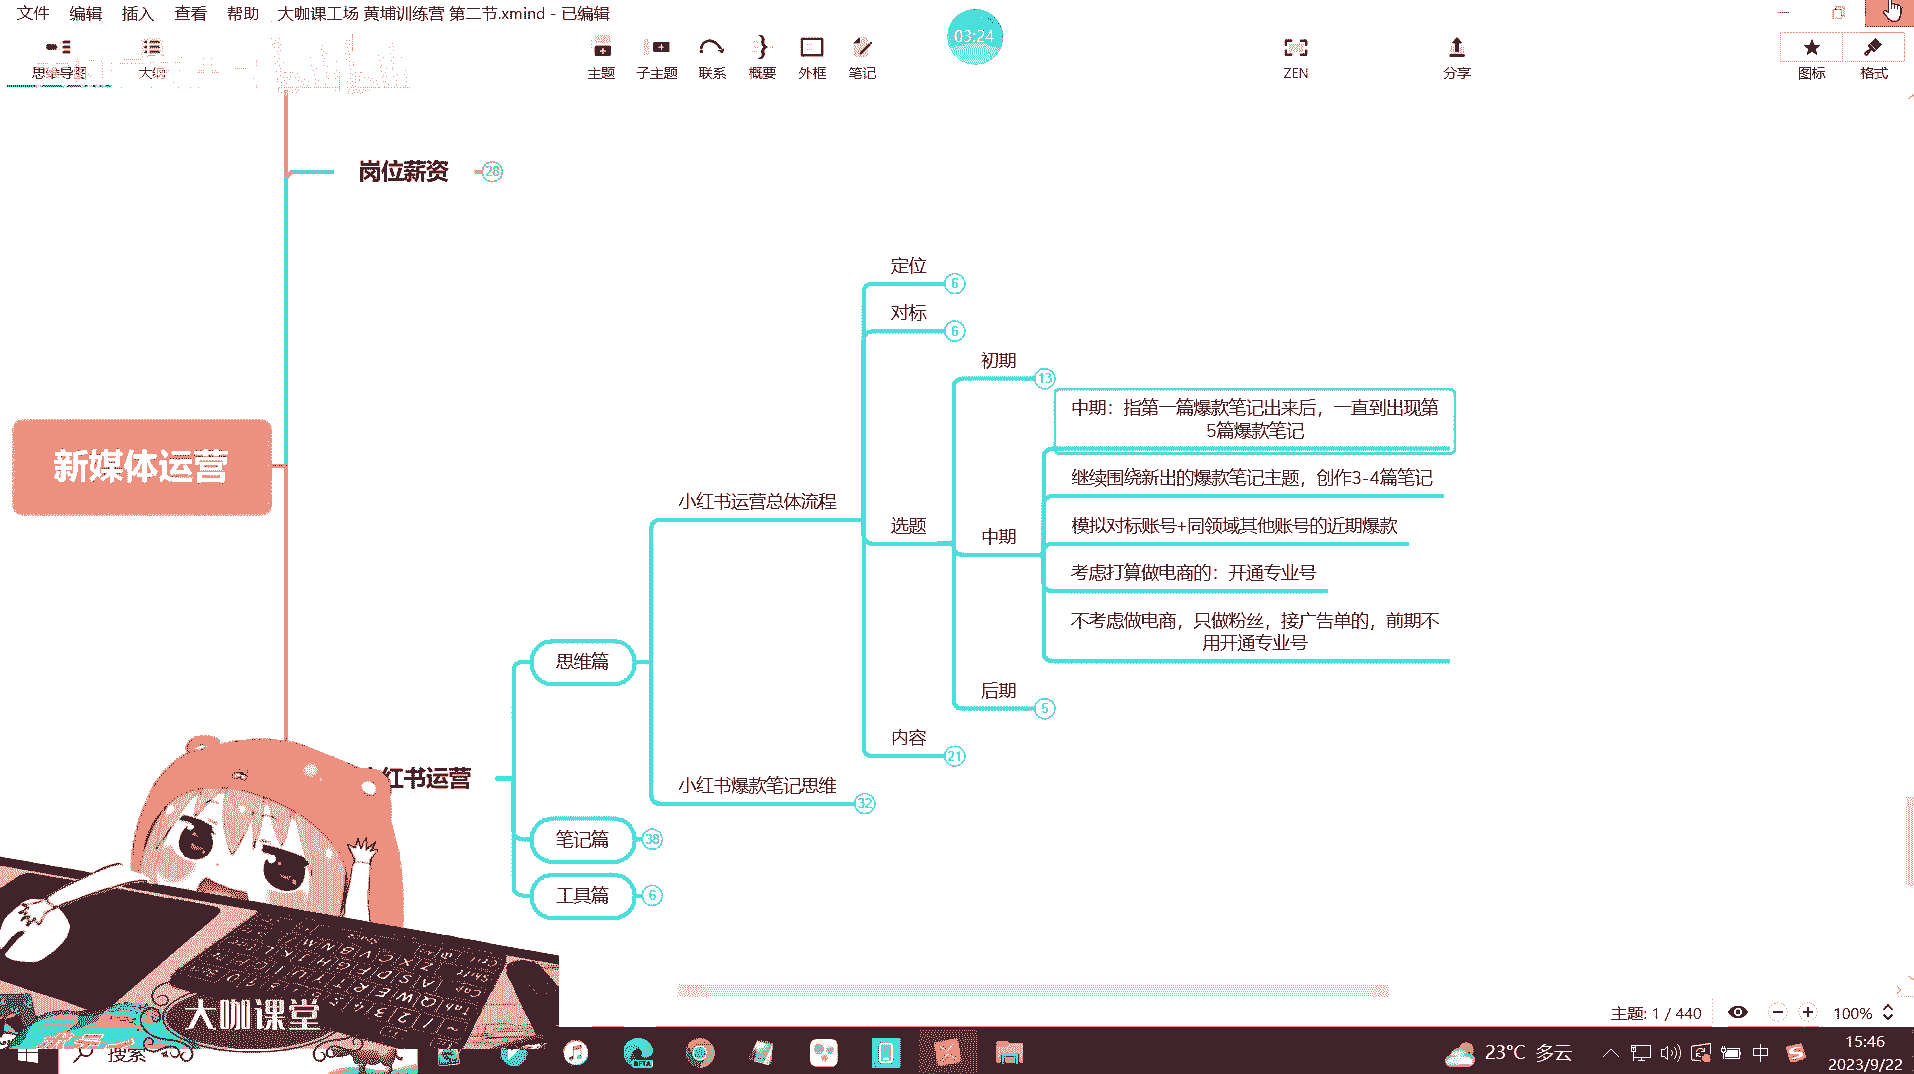 文件 编辑 插入 查看 帮助 大咖课工场 黄埔训练营 第二节.xmind - 已编辑
03:24
思维导图 大纲 主题 子主题 联系 概要 外框 笔记 ZEN 分享 图标 格式
岗位薪资 28
定位 6
对标 6
初期 13
中期：指第一篇爆款笔记出来后，一直到出现第
5篇爆款笔记
新媒体运营
继续围绕新出的爆款笔记主题，创作3-4篇笔记
小红书运营总体流程
选题
模拟对标账号+同领域其他账号的近期爆款
中期
考虑打算做电商的：开通专业号
不考虑做电商，只做粉丝，接广告单的，前期不
用开通专业号
思维篇
后期 5
内容 21
红书运营
小红书爆款笔记思维 32
笔记篇 38
工具篇 6
大咖课堂
主题: 1 / 440 100%
搜索
BETA
23°C 多云 中
15:46
2023/9/22